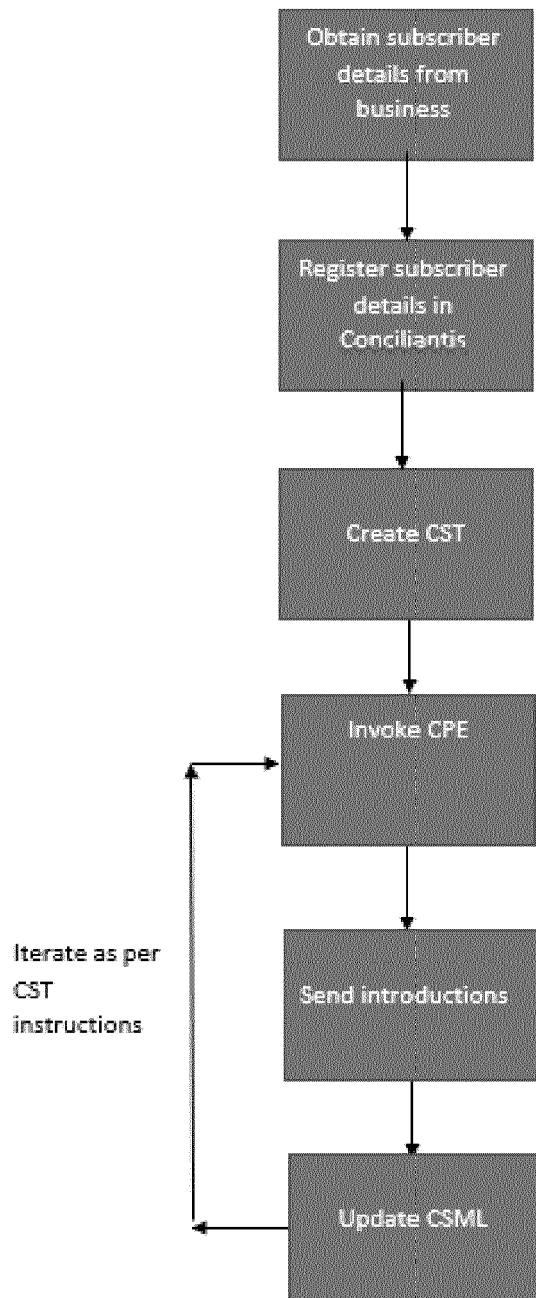 Obtain subscriber
details from
business
Register subscriber
details in
Conciliantis
Create CST
Invoke CPE
Iterate as per
CST
instructions
Send introductions
Update CSML